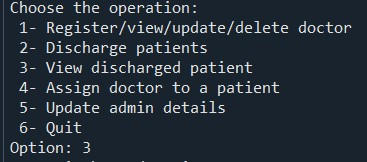 Choose the operation:
1- Register/view/update/delete doctor
2- Discharge patients
3- View discharged patient
4- Assign doctor to a patient
5- Update admin details
6- Quit
Option: 3